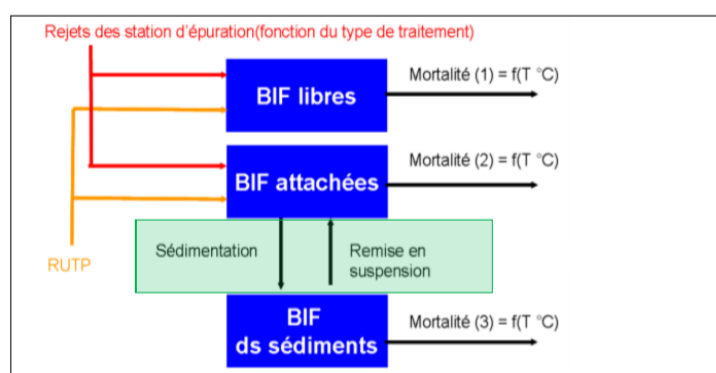 Rejets des station d'épuration(fonction du type de traitement)
BIF libres
Mortalité (1) = f(T °C)
BIF attachées
Mortalité (2) = f(T °C)
Sédimentation
Remise en
suspension
RUTP
BIF
ds sédiments
Mortalité (3) = f(T °C)